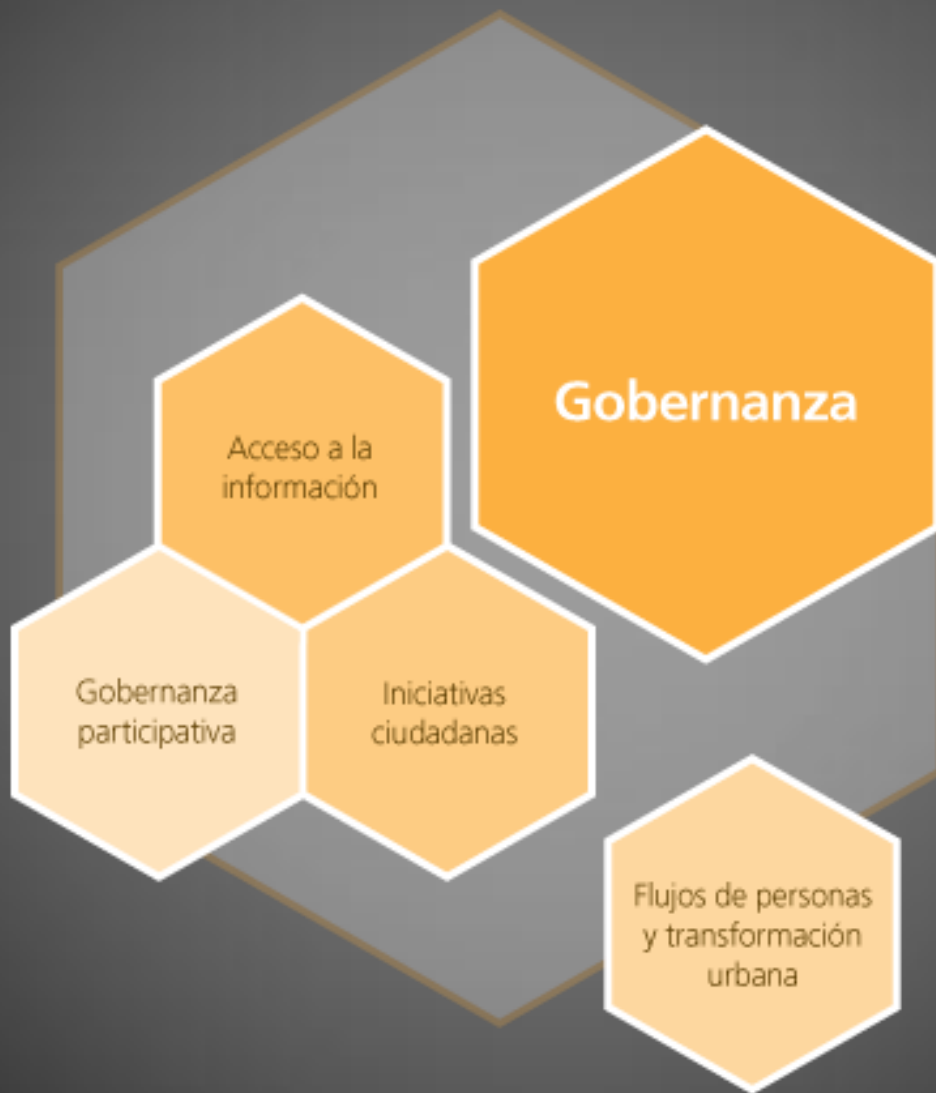 Gobernanza
Acceso a la
información
Gobernanza
participativa
Iniciativas
ciudadanas
Flujos de personas
y transformación
urbana